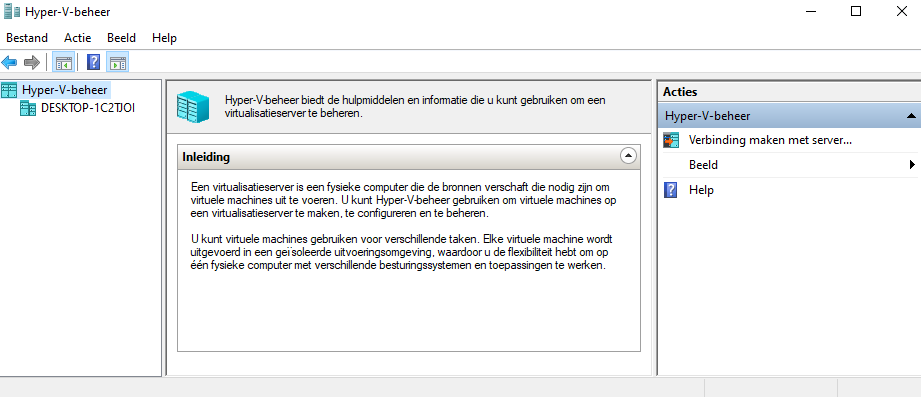 Hyper-V-beheer
Bestand Actie Beeld Help
Hyper-V-beheer
DESKTOP-1C2TJOI
Hyper-V-beheer biedt de hulpmiddelen en informatie die u kunt gebruiken om een
virtualisatieserver te beheren.
Inleiding
Een virtualisatieserver is een fysieke computer die de bronnen verschaft die nodig zijn om
virtuele machines uit te voeren. U kunt Hyper-V-beheer gebruiken om virtuele machines op
een virtualisatieserver te maken, te configureren en te beheren.
U kunt virtuele machines gebruiken voor verschillende taken. Elke virtuele machine wordt
uitgevoerd in een geïsoleerde uitvoeringsomgeving, waardoor u de flexibiliteit hebt om op
één fysieke computer met verschillende besturingssystemen en toepassingen te werken.
Acties
Hyper-V-beheer
Verbinding maken met server...
Beeld
Help